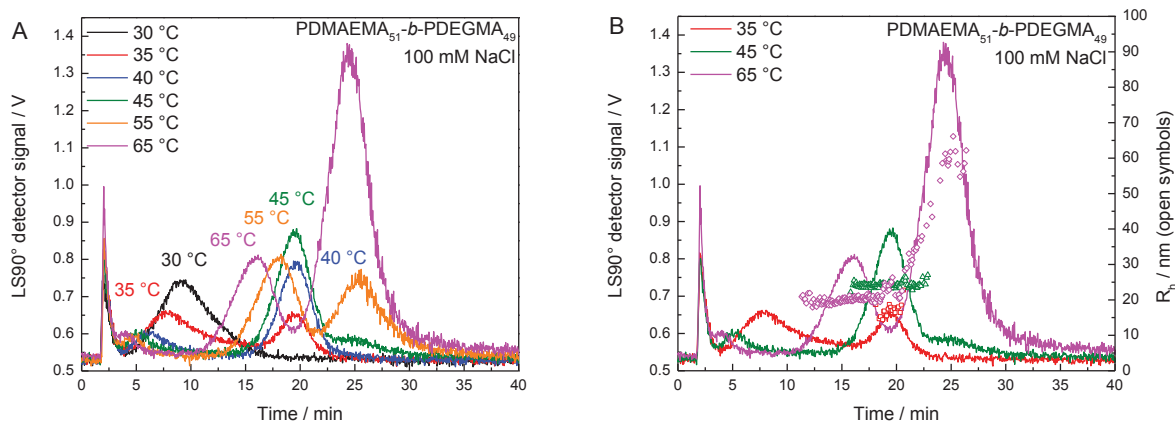 A
PDMAEMA51-b-PDEGMA49
100 mM NaCl
30 °C
35 °C
40 °C
45 °C
55 °C
65 °C
LS90° detector signal / V
1.4
1.3
1.2
1.1
1.0
0.9
0.8
0.7
0.6
0.5
45 °C
55 °C
65 °C
30 °C
40 °C
35 °C
0 5 10 15 20 25 30 35 40
Time / min
B
PDMAEMA51-b-PDEGMA49
100 mM NaCl
35 °C
45 °C
65 °C
LS90° detector signal / V
1.4
1.3
1.2
1.1
1.0
0.9
0.8
0.7
0.6
0.5
100
90
80
70
60
50
40
30
20
10
0
Rh / nm (open symbols)
0 5 10 15 20 25 30 35 40
Time / min